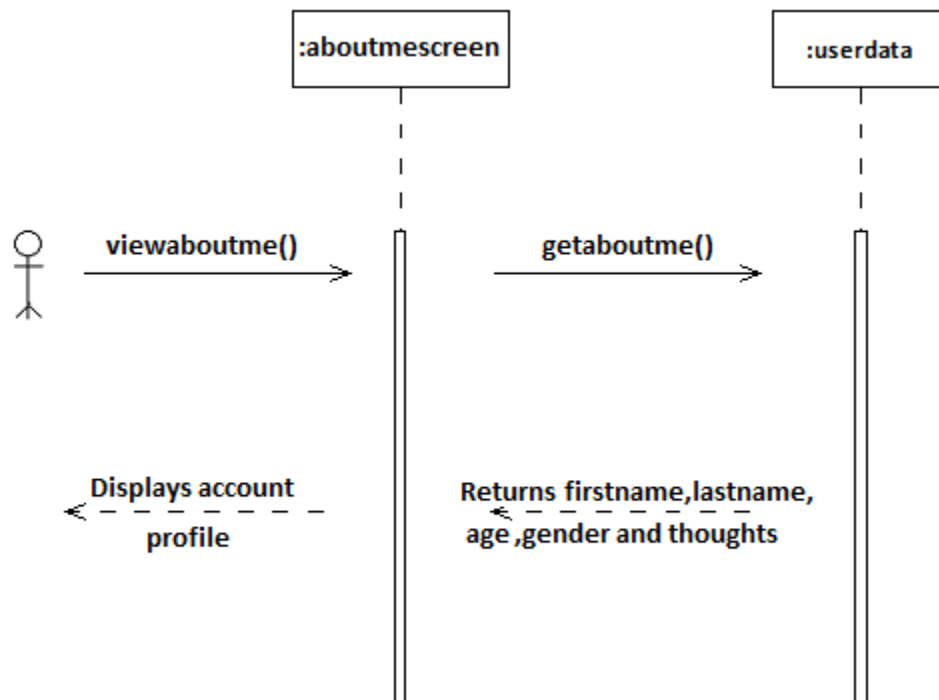 :aboutmescreen
:userdata
viewaboutme()
getaboutme()
Displays account
profile
Returns firstname,lastname,
age ,gender and thoughts